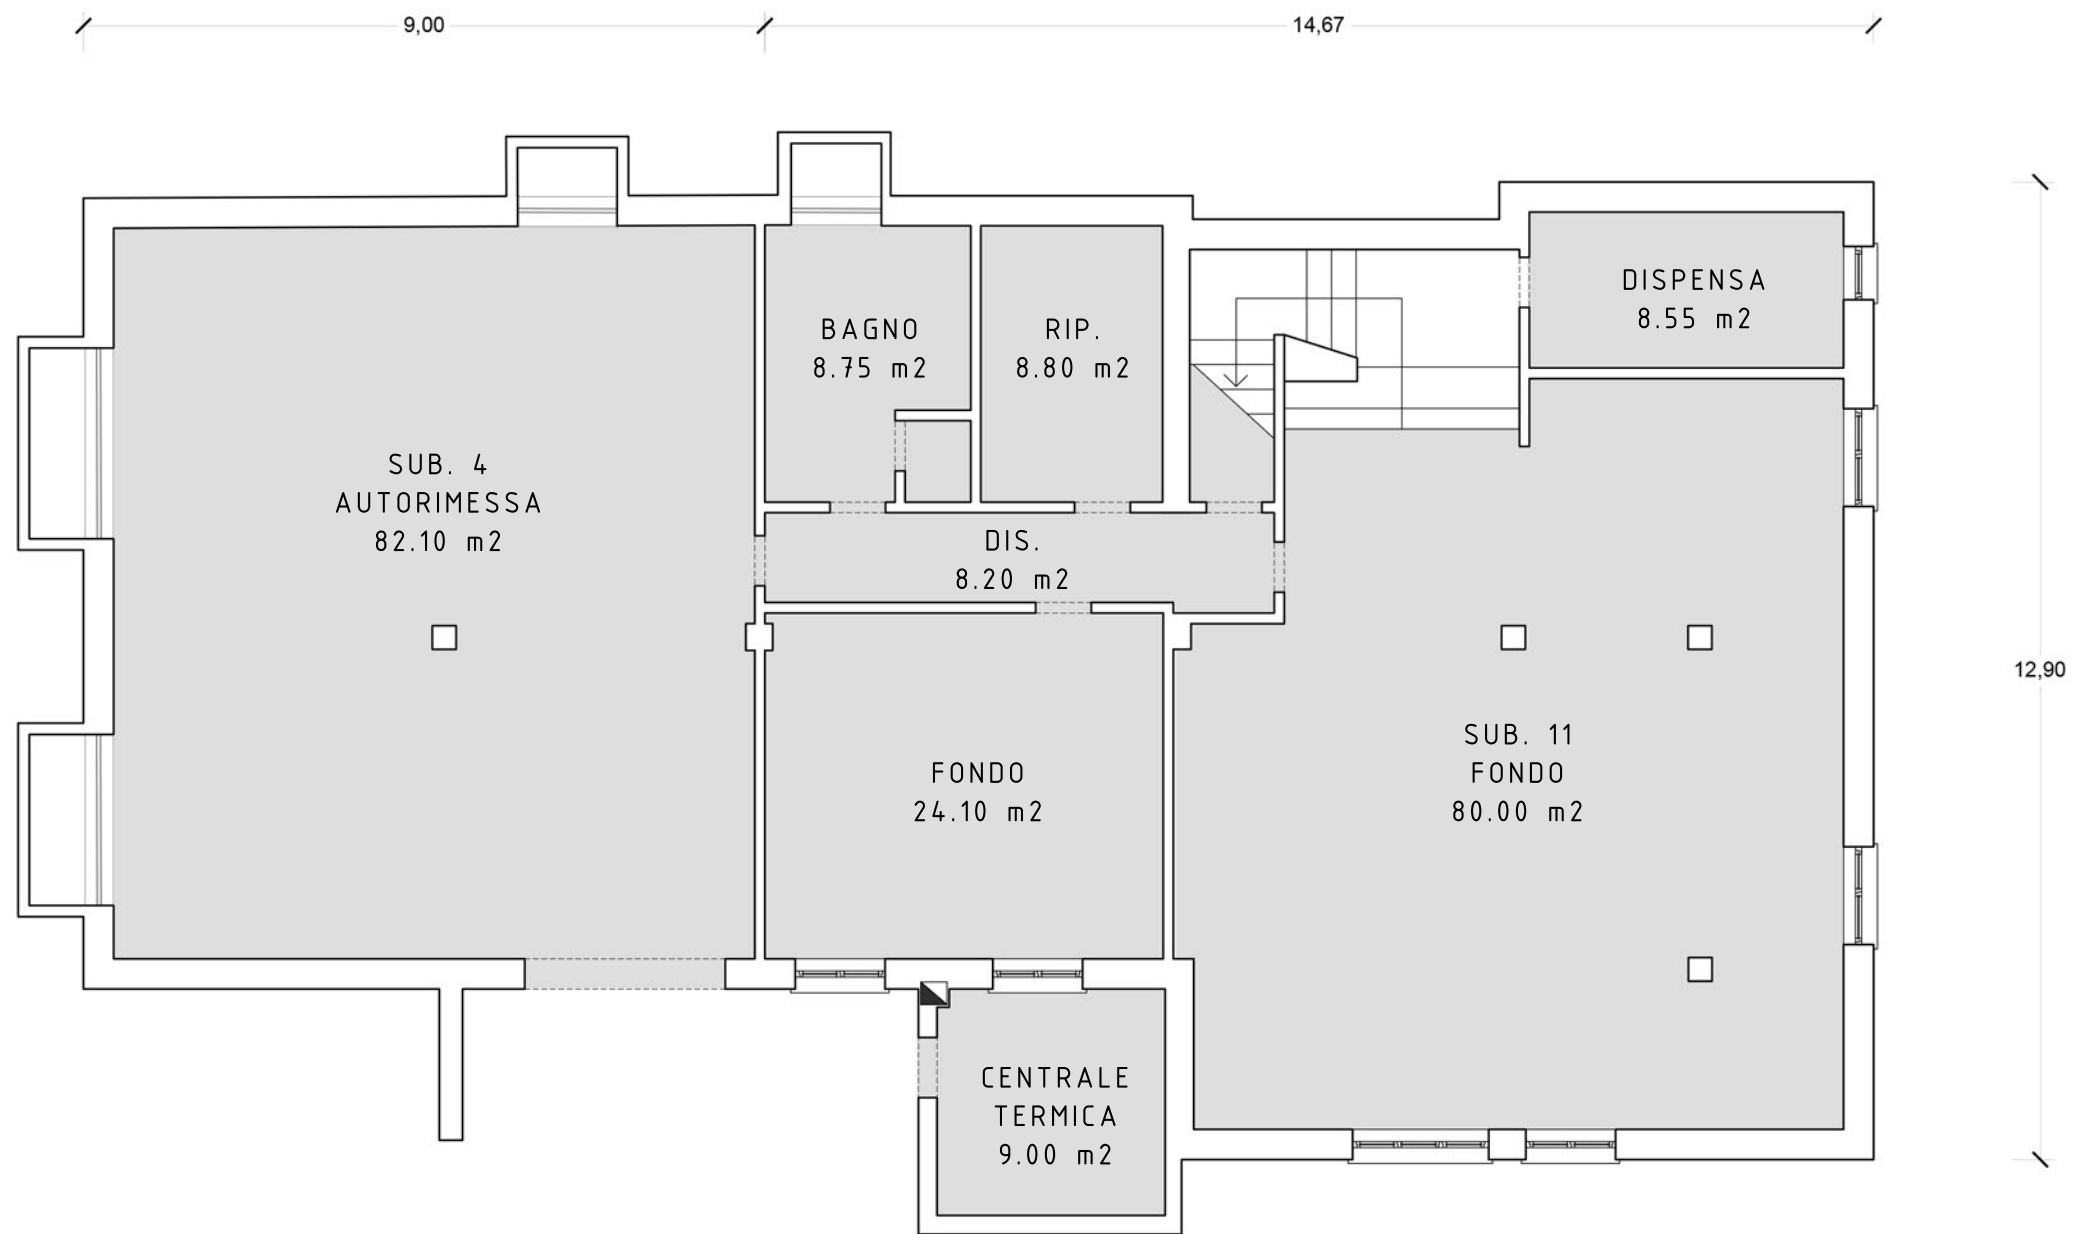 9,00
14,67
DISPENSA
8.55 m2
BAGNO
8.75 m2
RIP.
8.80 m2
SUB. 4
AUTORIMESSA
82.10 m2
DIS.
8.20 m2
12,90
SUB. 11
FONDO
80.00 m2
FONDO
24.10 m2
CENTRALE
TERMICA
9.00 m2